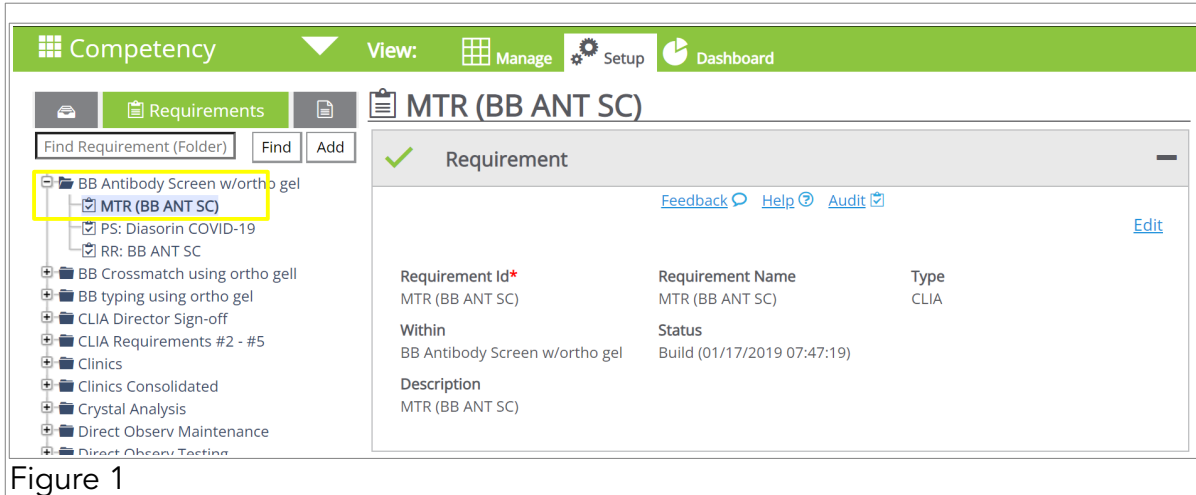 Competency View: Manage Setup Dashboard
Requirements
MTR (BB ANT SC)
Find Requirement (Folder) Find Add
Requirement
BB Antibody Screen w/ortho gel
MTR (BB ANT SC)
PS: Diasorin COVID-19
RR: BB ANT SC
BB Crossmatch using ortho gell
BB typing using ortho gel
CLIA Director Sign-off
CLIA Requirements #2 - #5
Clinics
Clinics Consolidated
Crystal Analysis
Direct Observ Maintenance
Direct Observ Testing
Feedback Help Audit
Edit
Requirement Id* Requirement Name Type
MTR (BB ANT SC) MTR (BB ANT SC) CLIA
Within Status
BB Antibody Screen w/ortho gel Build (01/17/2019 07:47:19)
Description
MTR (BB ANT SC)
Figure 1